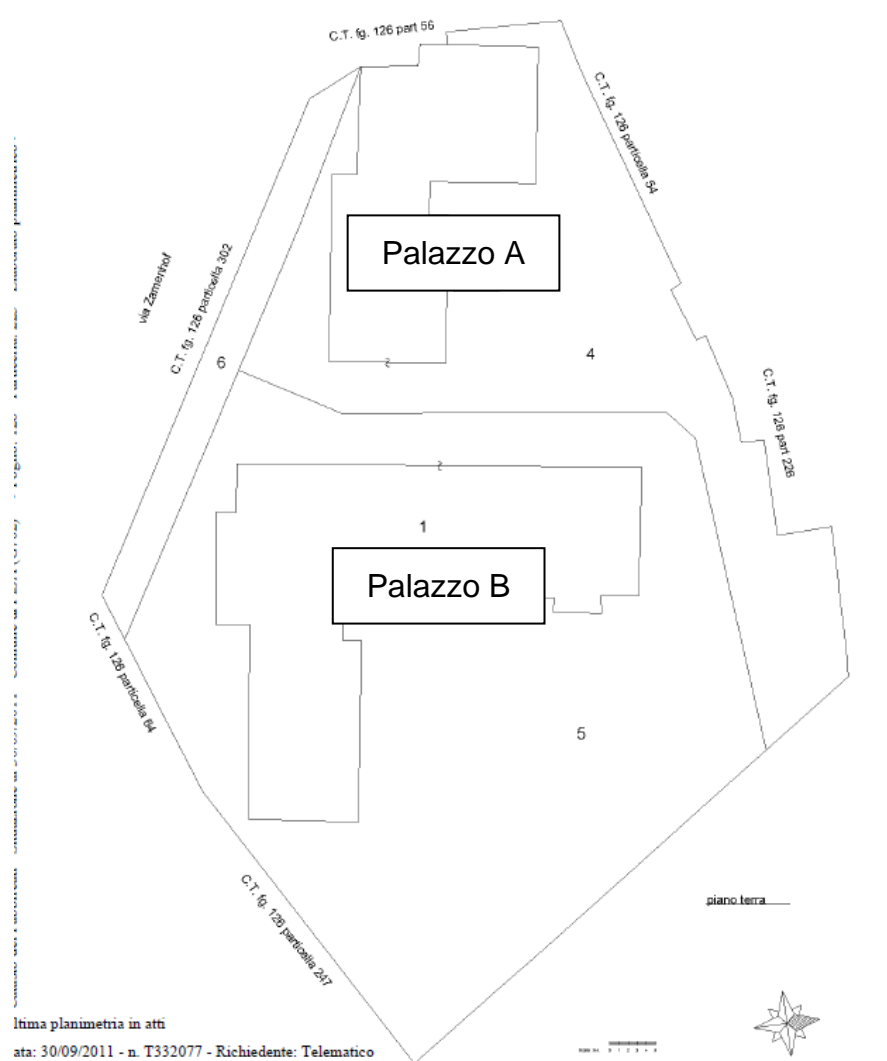 C.T. fg. 126 part 56
C.T. fg. 126 particella 54
via Zamenhof
C.T. fg. 126 particella 302
Palazzo A
6
4
C.T. fg. 126 part 226
1
Palazzo B
C.T. fg. 126 particella 64
5
C.T. fg. 126 particella 247
piano terra
ltima planimetria in atti
ata: 30/09/2011 - n. T332077 - Richiedente: Telematico